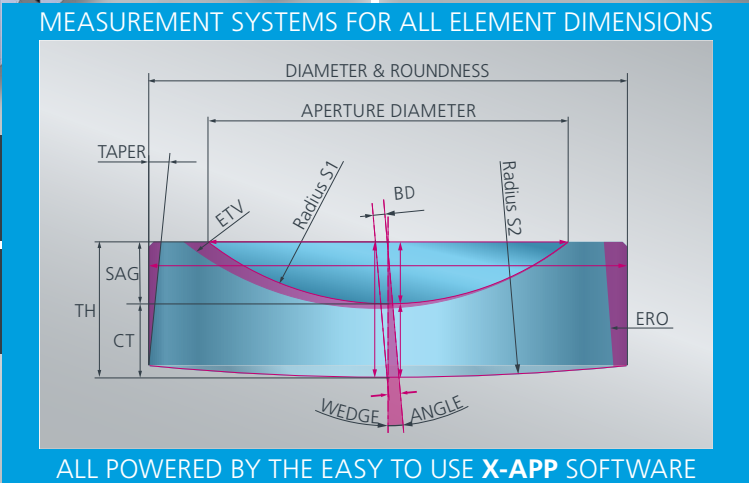 MEASUREMENT SYSTEMS FOR ALL ELEMENT DIMENSIONS
DIAMETER & ROUNDNESS
APERTURE DIAMETER
TAPER
ETV
Radius S1
BD
Radius S2
SAG
TH
CT
ERO
WEDGE ANGLE
ALL POWERED BY THE EASY TO USE X-APP SOFTWARE